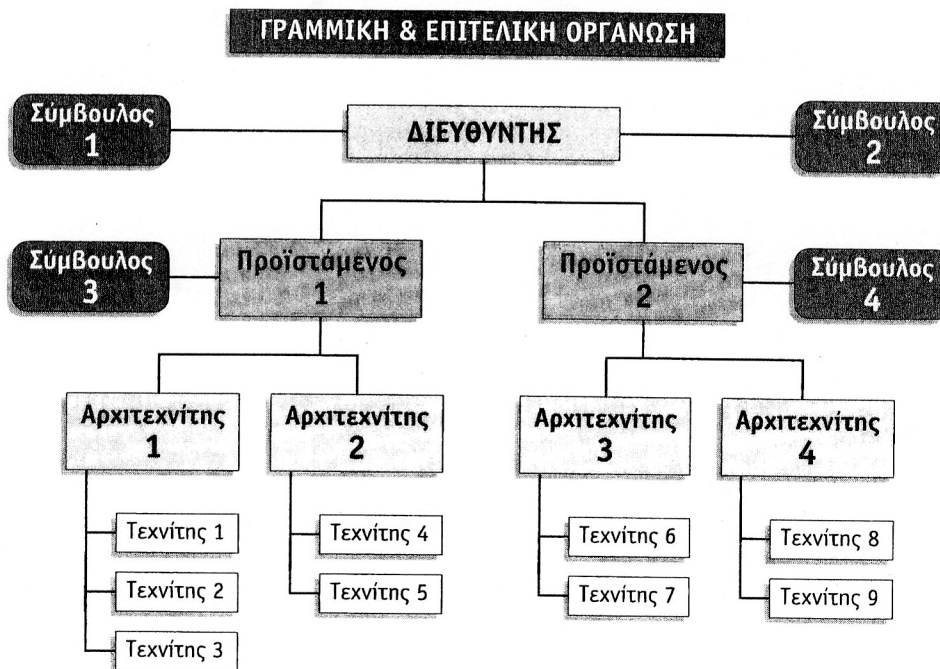 ΓΡΑΜΜΙΚΗ & ΕΠΙΤΕΛΙΚΗ ΟΡΓΑΝΩΣΗ
Σύμβουλος
1
ΔΙΕΥΘΥΝΤΗΣ
Σύμβουλος
2
Σύμβουλος
3
Προϊστάμενος
1
Προϊστάμενος
2
Σύμβουλος
4
Αρχιτεχνίτης
1
Αρχιτεχνίτης
2
Αρχιτεχνίτης
3
Αρχιτεχνίτης
4
Τεχνίτης 1
Τεχνίτης 2
Τεχνίτης 3
Τεχνίτης 4
Τεχνίτης 5
Τεχνίτης 6
Τεχνίτης 7
Τεχνίτης 8
Τεχνίτης 9